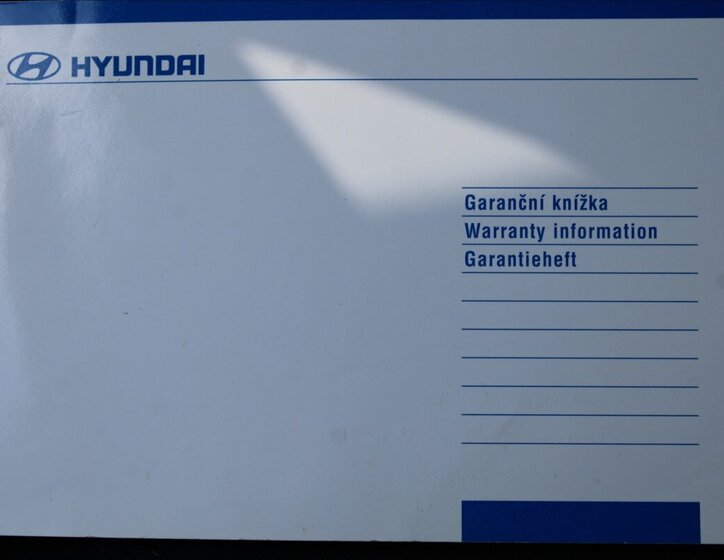 HYUNDAI
Garanční knížka
Warranty information
Garantieheft